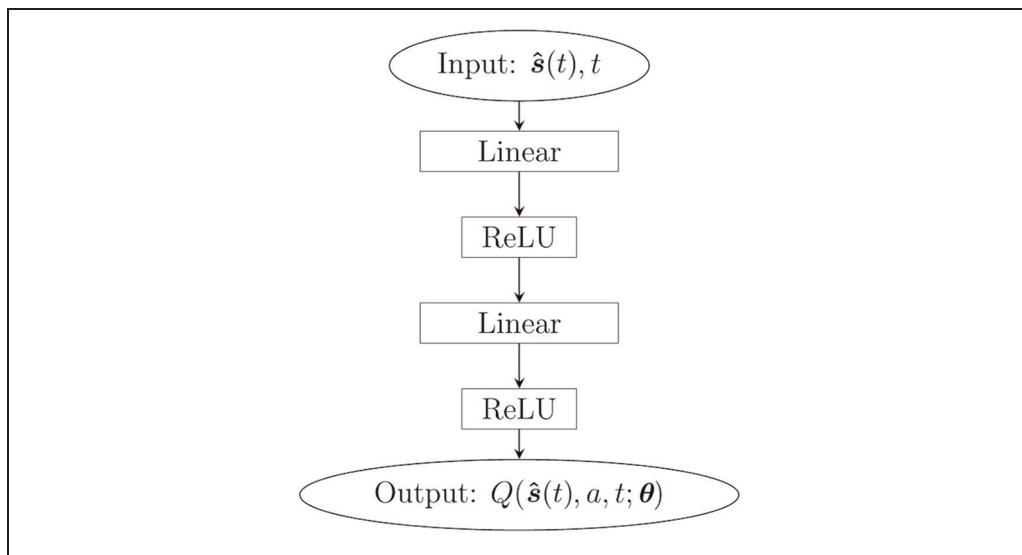 Input: ŝ(t), t
Linear
ReLU
Linear
ReLU
Output: Q(ŝ(t), a, t; θ)